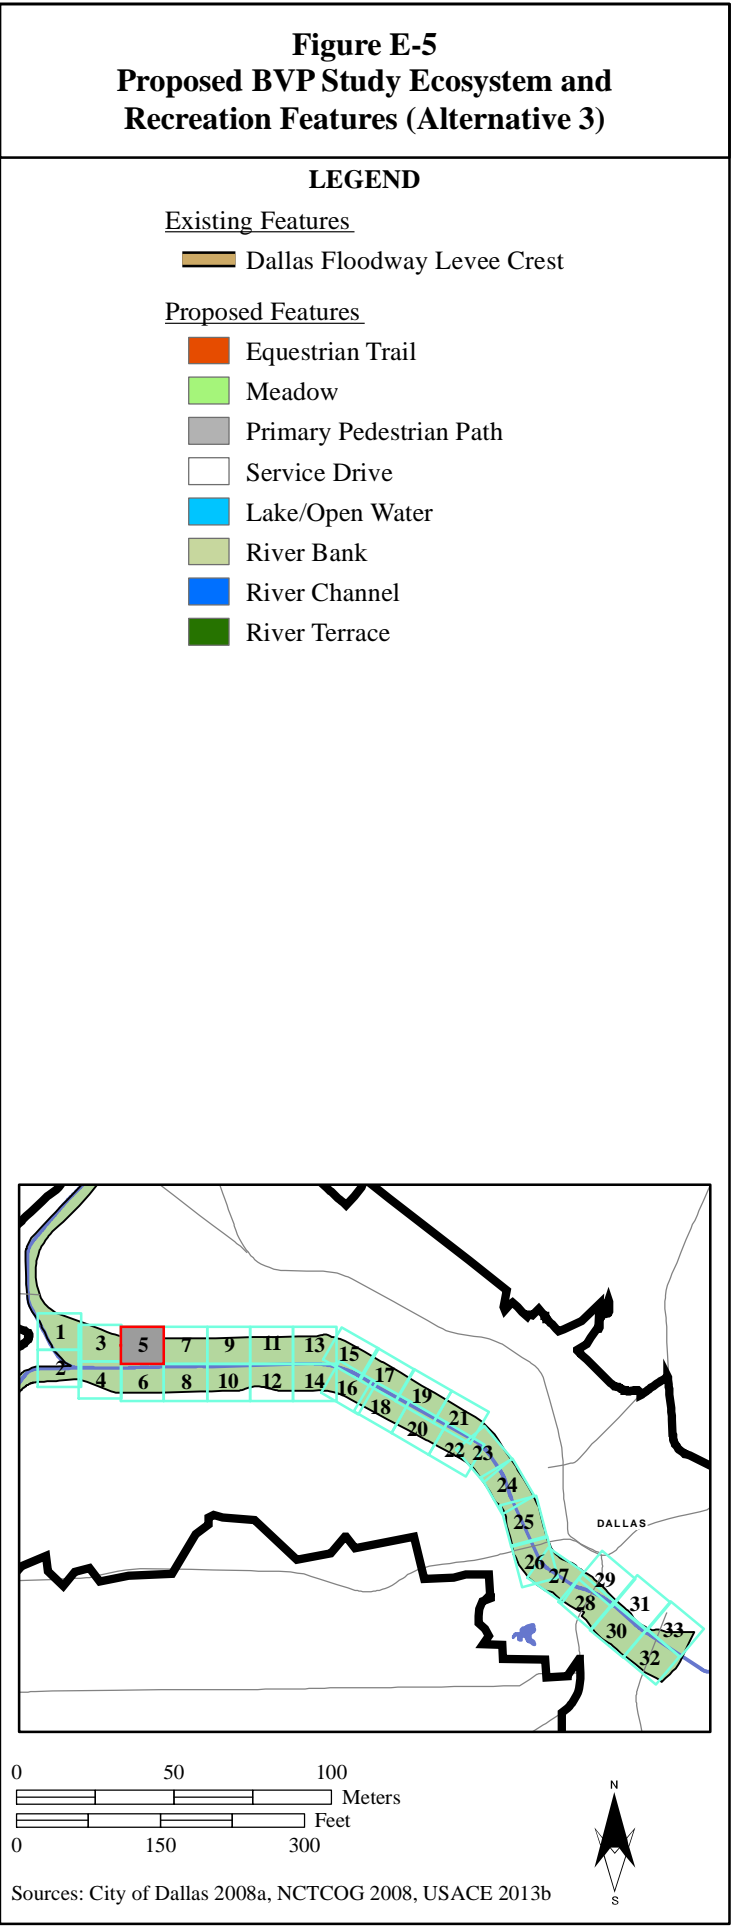 Figure E-5
Proposed BVP Study Ecosystem and
Recreation Features (Alternative 3)
LEGEND
Existing Features
Dallas Floodway Levee Crest
Proposed Features
Equestrian Trail
Meadow
Primary Pedestrian Path
Service Drive
Lake/Open Water
River Bank
River Channel
River Terrace
1 3 5 7 9 11 13 15
2 4 6 8 10 12 14 16
17
18
19
20
21
22 23
24
25
DALLAS
26
27
28
29
30
31
32
33
0 50 100
Meters
Feet
0 150 300
N
S
Sources: City of Dallas 2008a, NCTCOG 2008, USACE 2013b